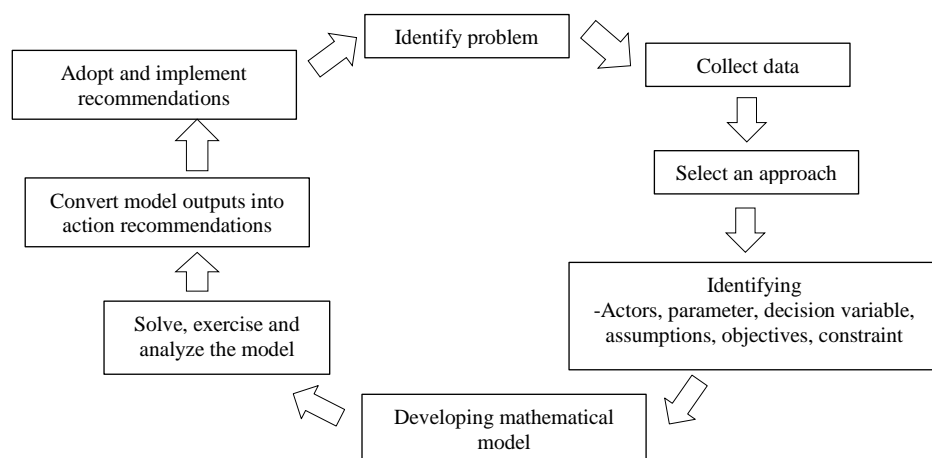 Identify problem
Collect data
Select an approach
Identifying
-Actors, parameter, decision variable,
assumptions, objectives, constraint
Developing mathematical
model
Solve, exercise and
analyze the model
Convert model outputs into
action recommendations
Adopt and implement
recommendations